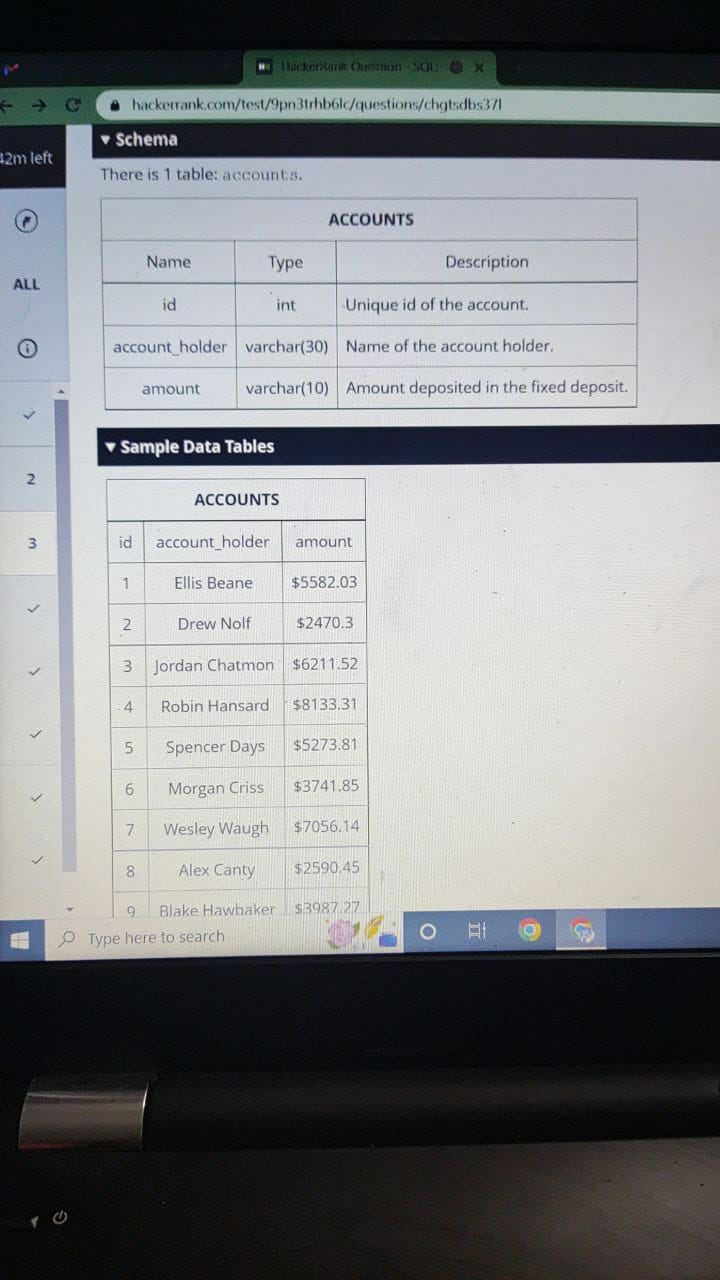 HackerRank Question - SQL:
hackerrank.com/test/9pn3trhb6lc/questions/chgtsdbs37l
42m left
Schema
There is 1 table: accounts.
ACCOUNTS
Name Type Description
id int Unique id of the account.
account_holder varchar(30) Name of the account holder.
amount varchar(10) Amount deposited in the fixed deposit.
ALL
2
3
Sample Data Tables
ACCOUNTS
id account_holder amount
1 Ellis Beane $5582.03
2 Drew Nolf $2470.3
3 Jordan Chatmon $6211.52
4 Robin Hansard $8133.31
5 Spencer Days $5273.81
6 Morgan Criss $3741.85
7 Wesley Waugh $7056.14
8 Alex Canty $2590.45
9 Blake Hawbaker $3987.27
Type here to search